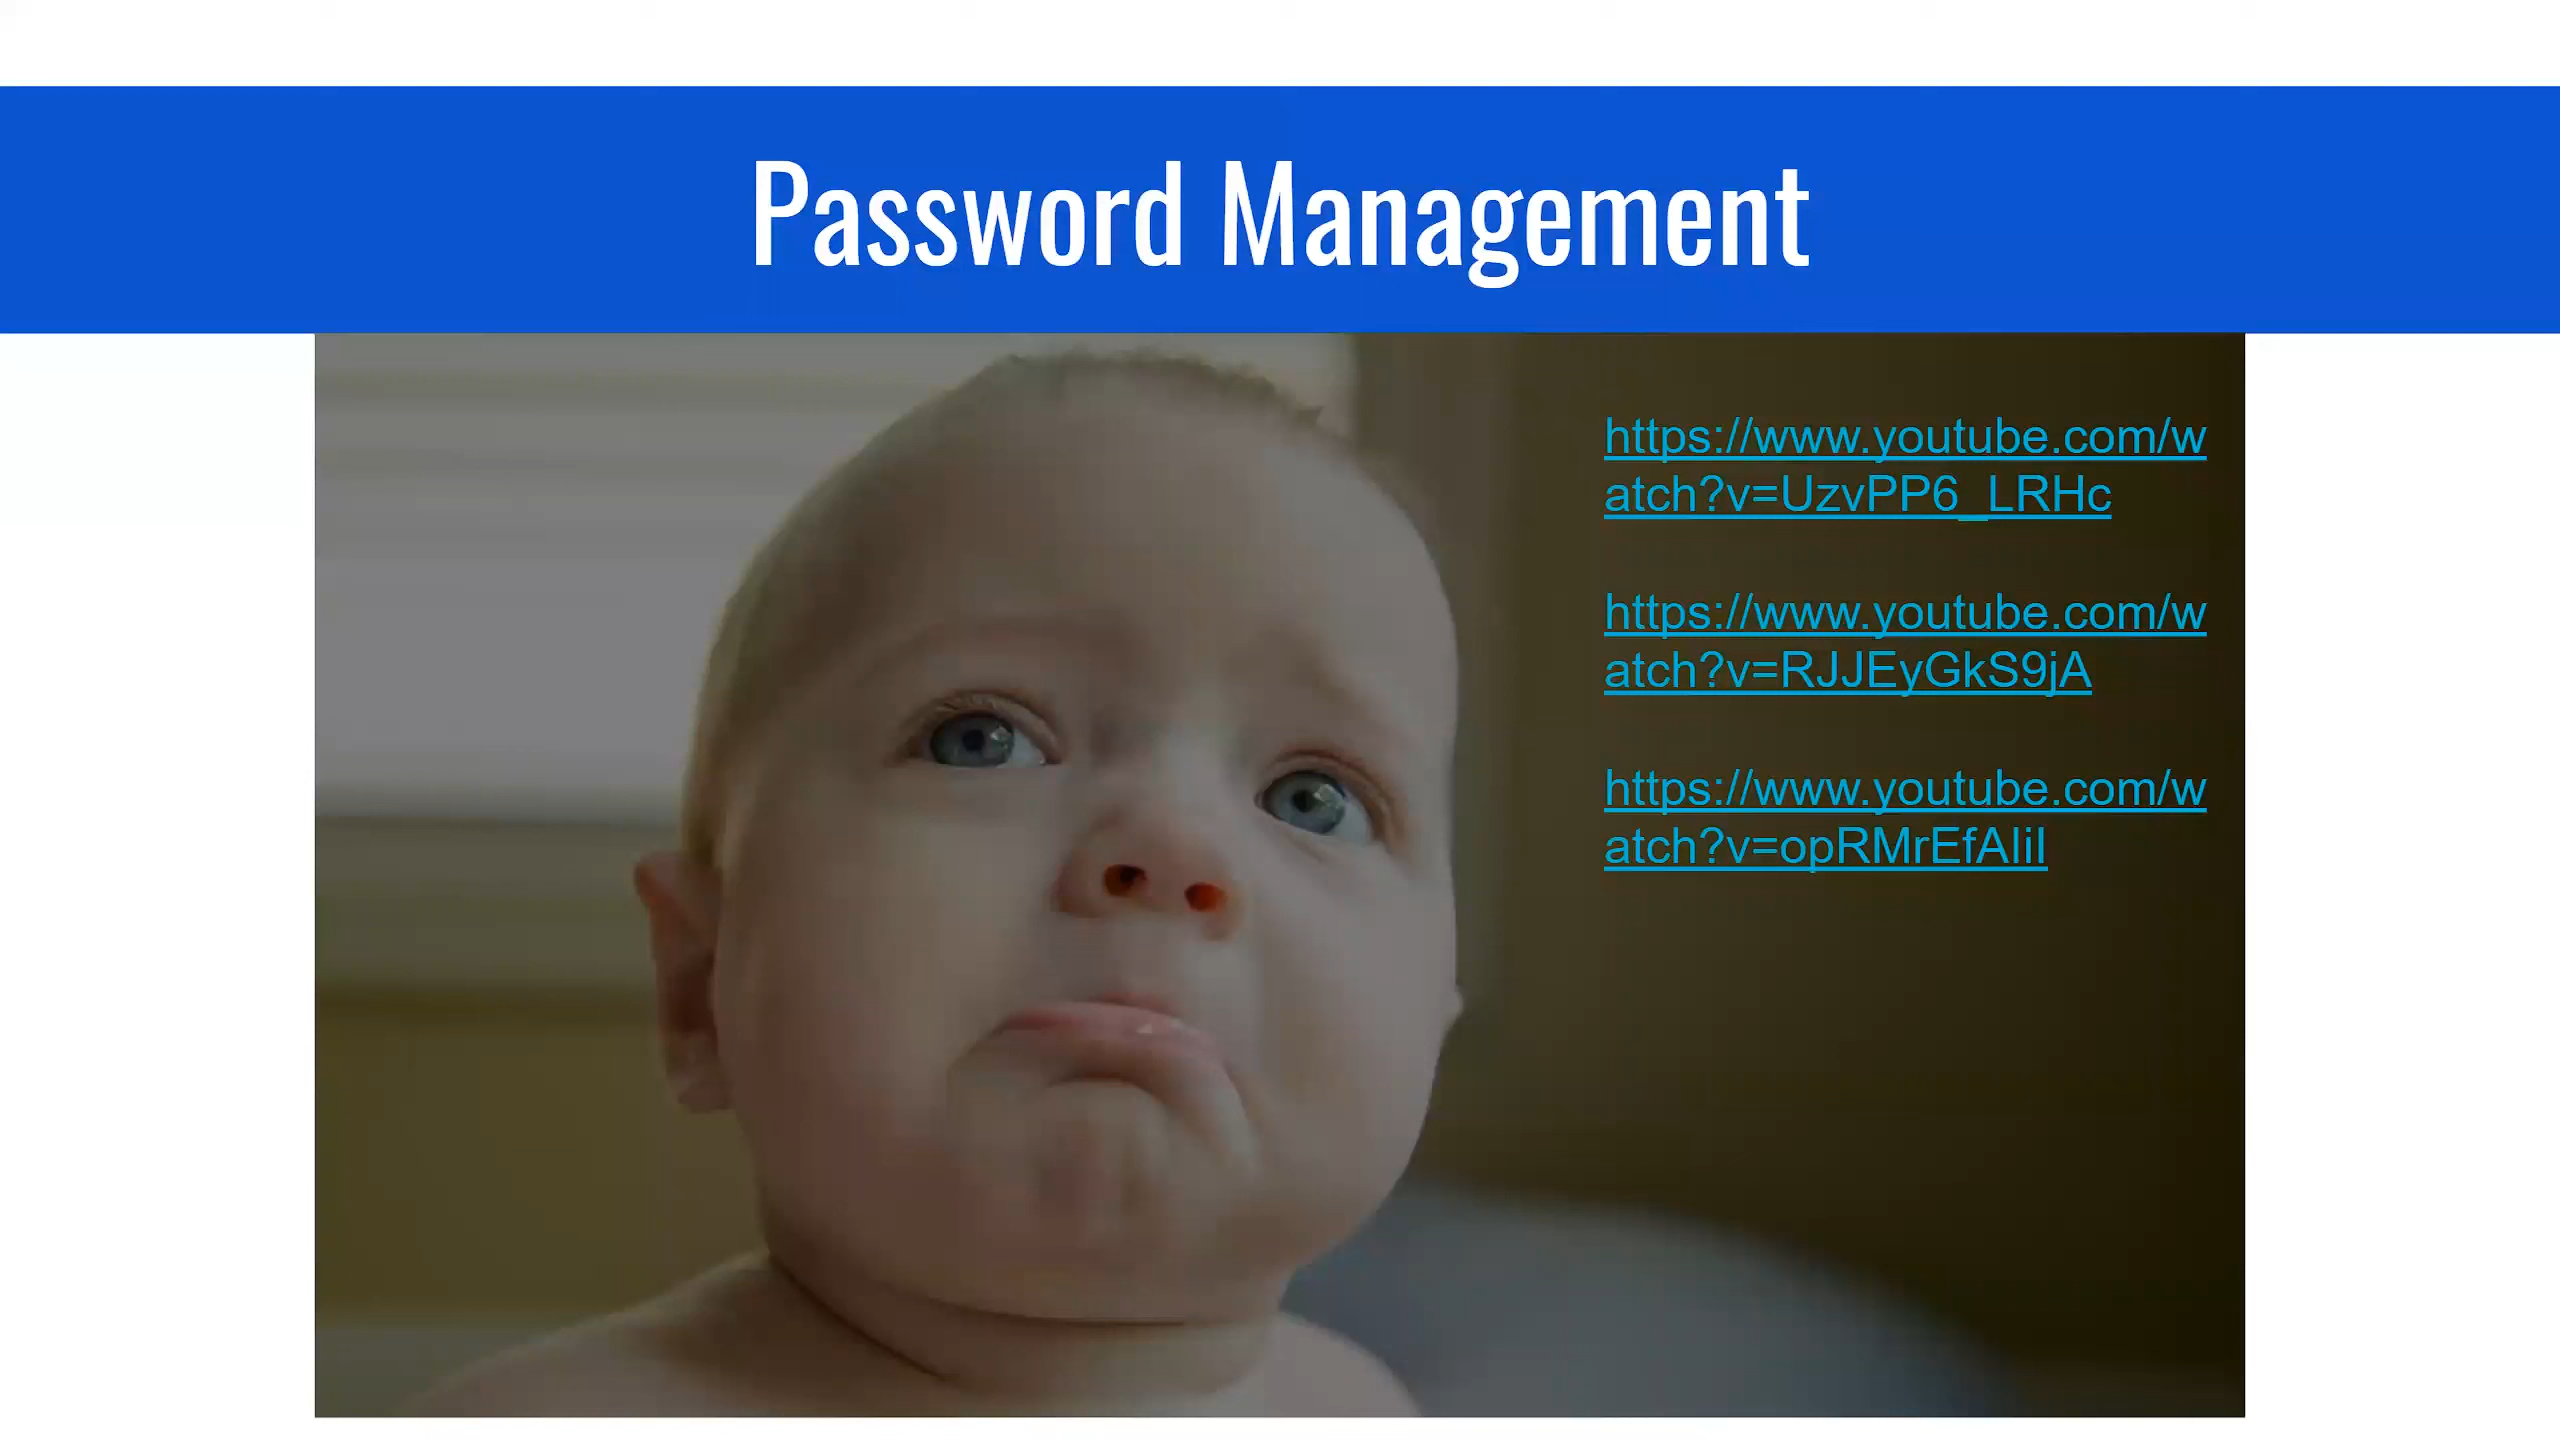 Password Management
https://www.youtube.com/w
atch?v=UzvPP6_LRHc
https://www.youtube.com/w
atch?v=RJJEyGkS9jA
https://www.youtube.com/w
atch?v=opRMrEfAIiI